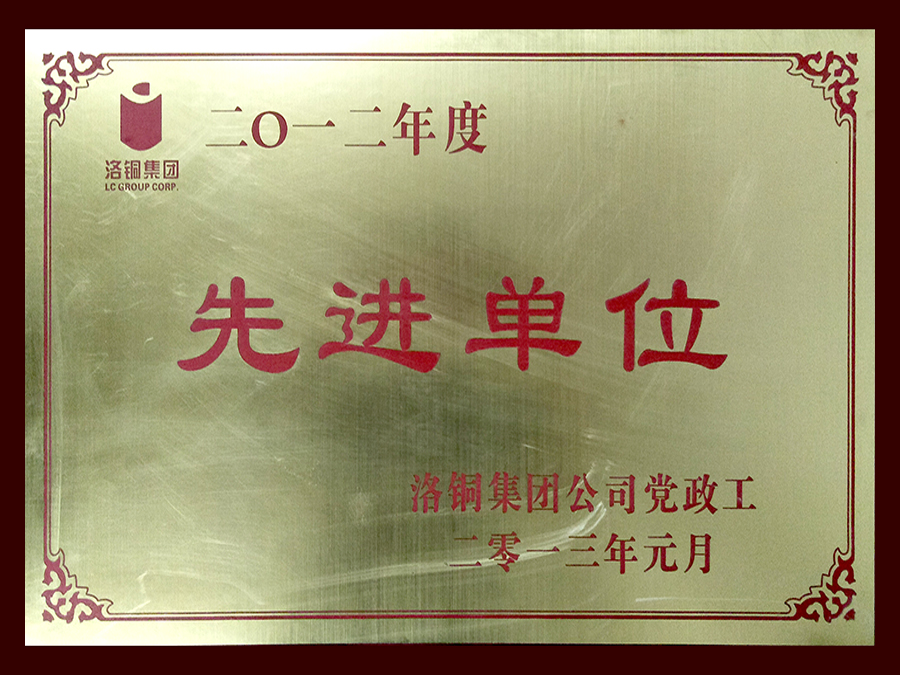 二〇一二年度
洛铜集团
LC GROUP CORP.
先进单位
洛铜集团公司党政工
二零一三年元月